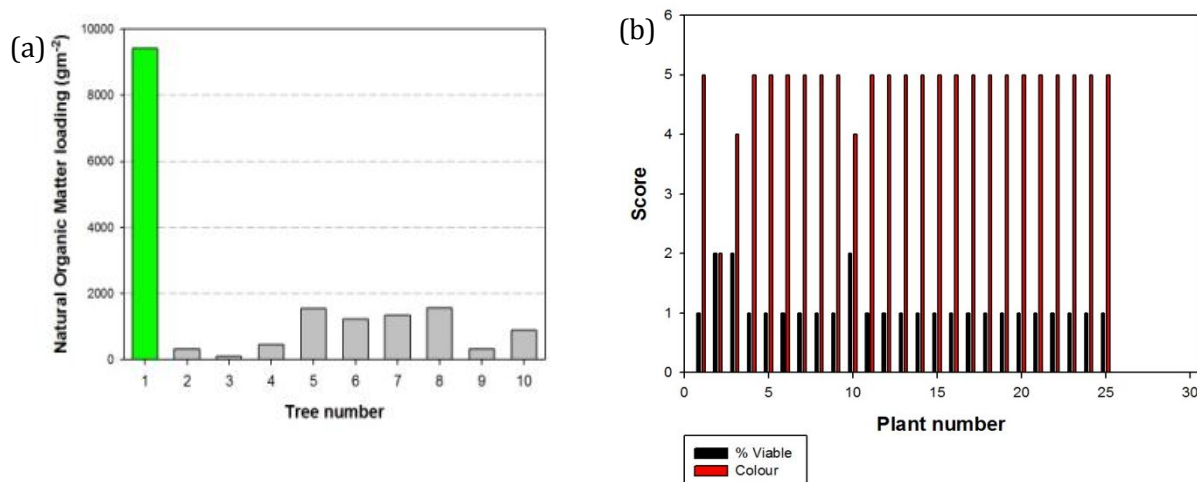 (a)
Natural Organic Matter loading (gm⁻²)
10000
8000
6000
4000
2000
0
1 2 3 4 5 6 7 8 9 10
Tree number
(b)
Score
6
5
4
3
2
1
0
0 5 10 15 20 25 30
Plant number
% Viable
Colour